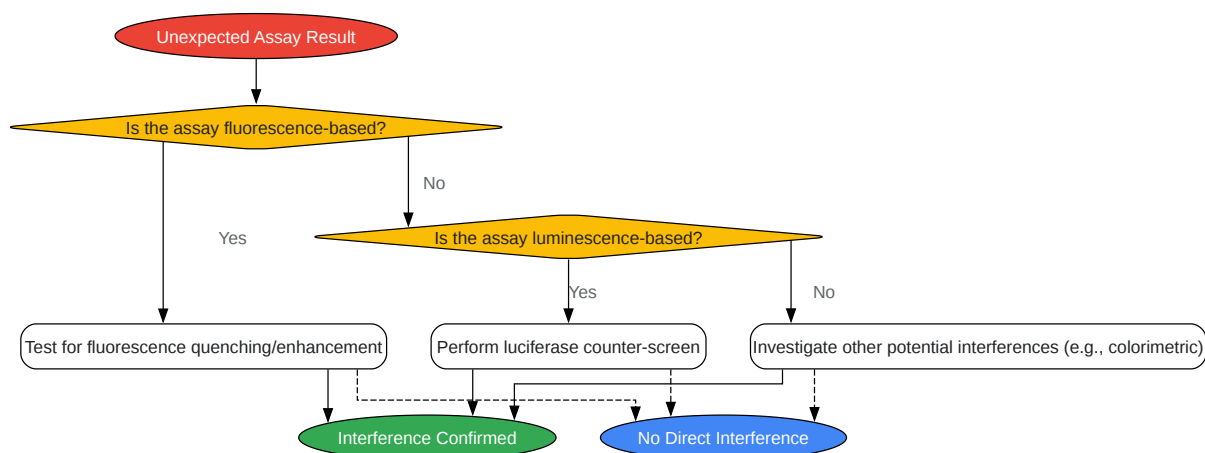 Unexpected Assay Result
Is the assay fluorescence-based?
No
Is the assay luminescence-based?
Yes
Yes
No
Test for fluorescence quenching/enhancement
Perform luciferase counter-screen
Investigate other potential interferences (e.g., colorimetric)
Interference Confirmed
No Direct Interference